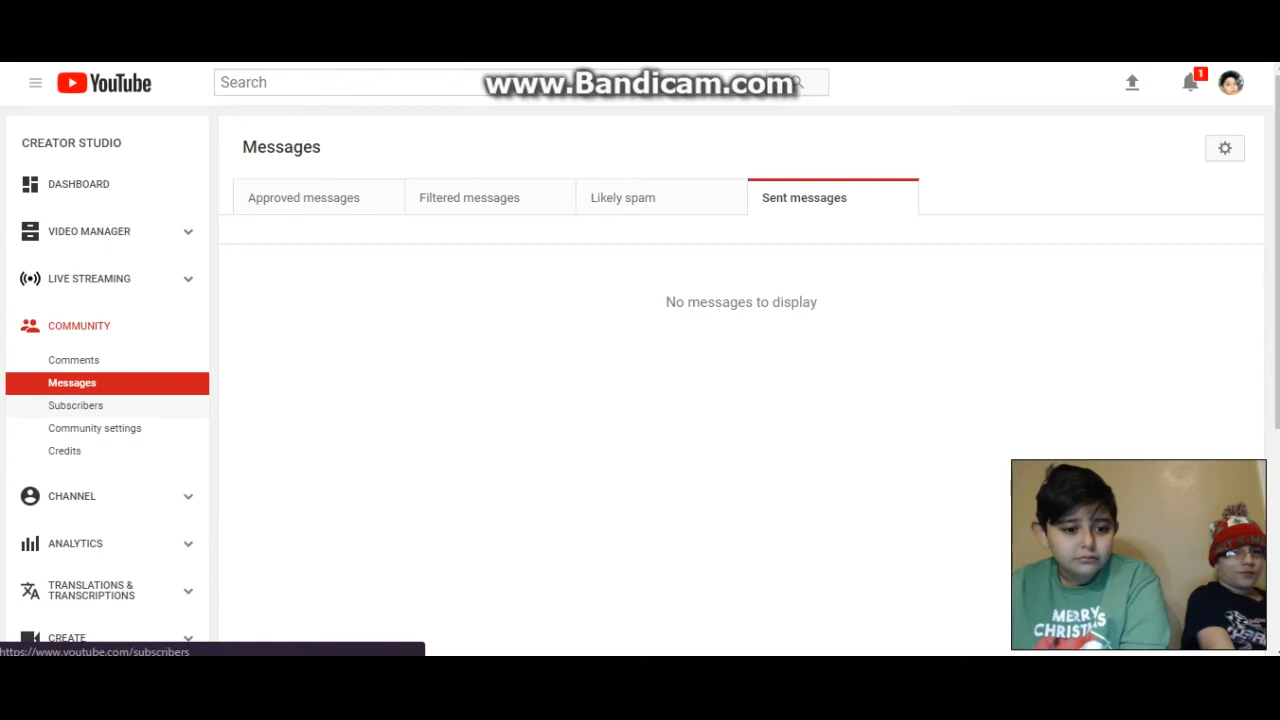 YouTube
Search
www.Bandicam.com
1
CREATOR STUDIO
DASHBOARD
VIDEO MANAGER
LIVE STREAMING
COMMUNITY
Comments
Messages
Subscribers
Community settings
Credits
CHANNEL
ANALYTICS
TRANSLATIONS &
TRANSCRIPTIONS
CREATE
Messages
Approved messages
Filtered messages
Likely spam
Sent messages
No messages to display
MERRY
CHRISTMAS
https://www.youtube.com/subscribers